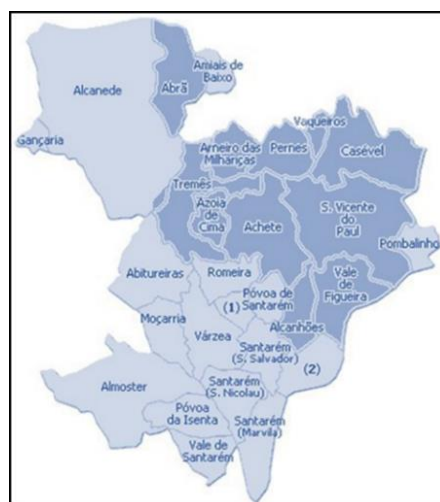 Alcanede
Abrã
Amiais de
Baixo
Gançaria
Vaqueiros
Arneiro das
Milhariças
Pernes
Casével
Tremês
Azoia
de
Cima
Achete
S. Vicente
do
Paul
Pombalinho
Abitureiras
Romeira
Vale
de
Figueira
(1)
Póvoa de
Santarém
Moçarria
Várzea
Alcanhões
Santarém
(S. Salvador)
(2)
Almoster
Santarém
(S. Nicolau)
Póvoa
da Isenta
Santarém
(Marvila)
Vale de
Santarém